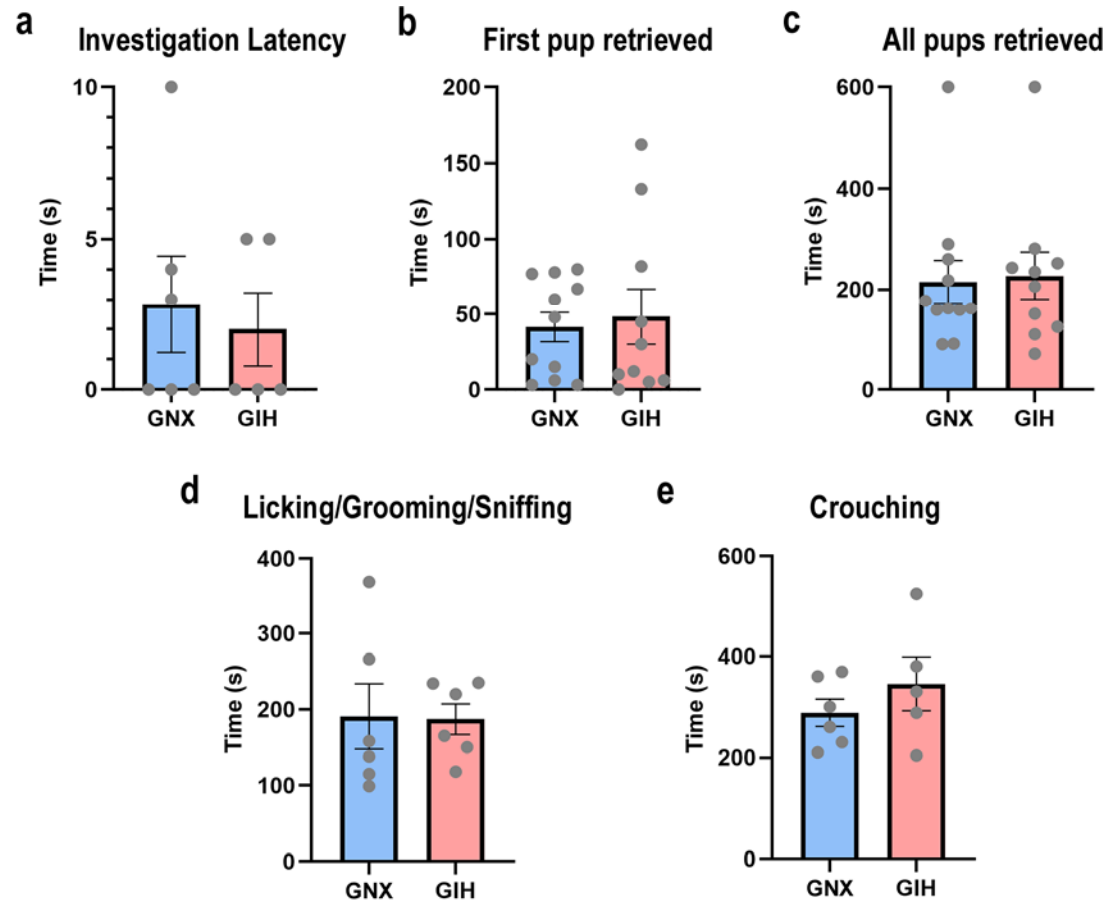 a
Investigation Latency
Time (s)
10
5
0
GNX GIH
b
First pup retrieved
Time (s)
200
150
100
50
0
GNX GIH
c
All pups retrieved
Time (s)
600
400
200
0
GNX GIH
d
Licking/Grooming/Sniffing
Time (s)
400
300
200
100
0
GNX GIH
e
Crouching
Time (s)
600
400
200
0
GNX GIH